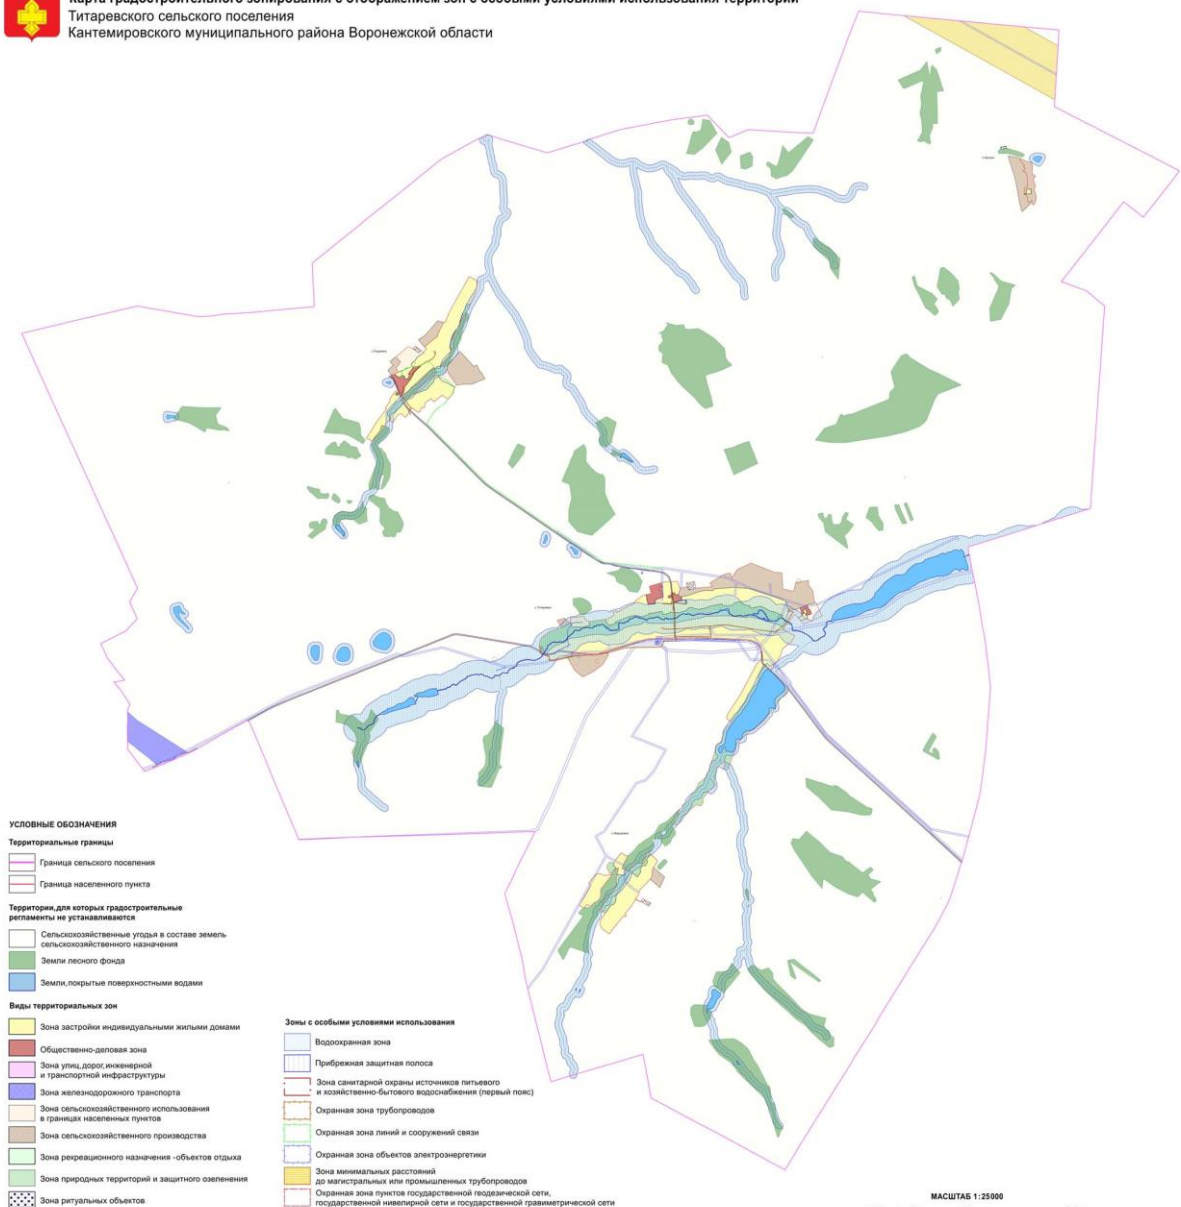 Карта градостроительного зонирования с отображением зон с особыми условиями использования территории
Титаревского сельского поселения
Кантемировского муниципального района Воронежской области
УСЛОВНЫЕ ОБОЗНАЧЕНИЯ
Территориальные границы
Граница сельского поселения
Граница населенного пункта
Территории,для которых градостроительные
регламенты не устанавливаются
Сельскохозяйственные угодья в составе земель
сельскохозяйственного назначения
Земли лесного фонда
Земли,покрытые поверхностными водами
Виды территориальных зон
Зона застройки индивидуальными жилыми домами
Общественно-деловая зона
Зона улиц,дорог,инженерной
и транспортной инфраструктуры
Зона железнодорожного транспорта
Зона сельскохозяйственного использования
в границах населенных пунктов
Зона сельскохозяйственного производства
Зона рекреационного назначения -объектов отдыха
Зона природных территорий и защитного озеленения
Зона ритуальных объектов
Зоны с особыми условиями использования
Водоохранная зона
Прибрежная защитная полоса
Зона санитарной охраны источников питьевого
и хозяйственно-бытового водоснабжения (первый пояс)
Охранная зона трубопроводов
Охранная зона линий и сооружений связи
Охранная зона объектов электроэнергетики
Зона минимальных расстояний
до магистральных или промышленных трубопроводов
Охранная зона пунктов государственной геодезической сети,
государственной нивелирной сети и государственной гравиметрической сети
МАСШТАБ 1:25000